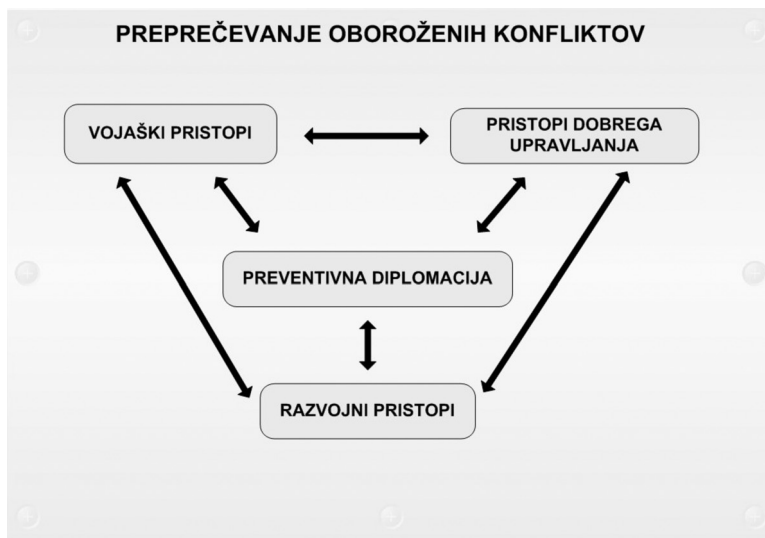 PREPREČEVANJE OBOROŽENIH KONFLIKTOV
VOJAŠKI PRISTOPI
PRISTOPI DOBREGA
UPRAVLJANJA
PREVENTIVNA DIPLOMACIJA
RAZVOJNI PRISTOPI